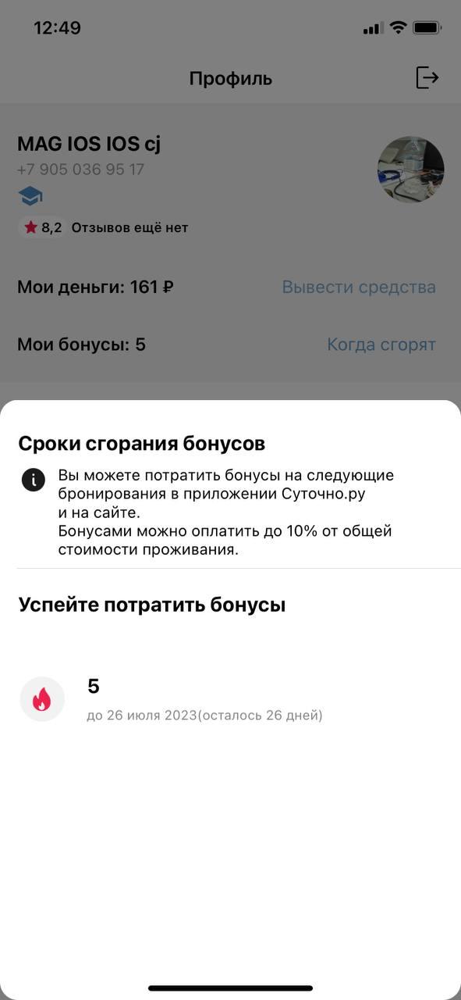 12:49
Профиль
MAG IOS IOS cj
+7 905 036 95 17
8,2 Отзывов ещё нет
Мои деньги: 161 ₽ Вывести средства
Мои бонусы: 5 Когда сгорят
Сроки сгорания бонусов
Вы можете потратить бонусы на следующие
бронирования в приложении Суточно.ру
и на сайте.
Бонусами можно оплатить до 10% от общей
стоимости проживания.
Успейте потратить бонусы
5
до 26 июля 2023(осталось 26 дней)